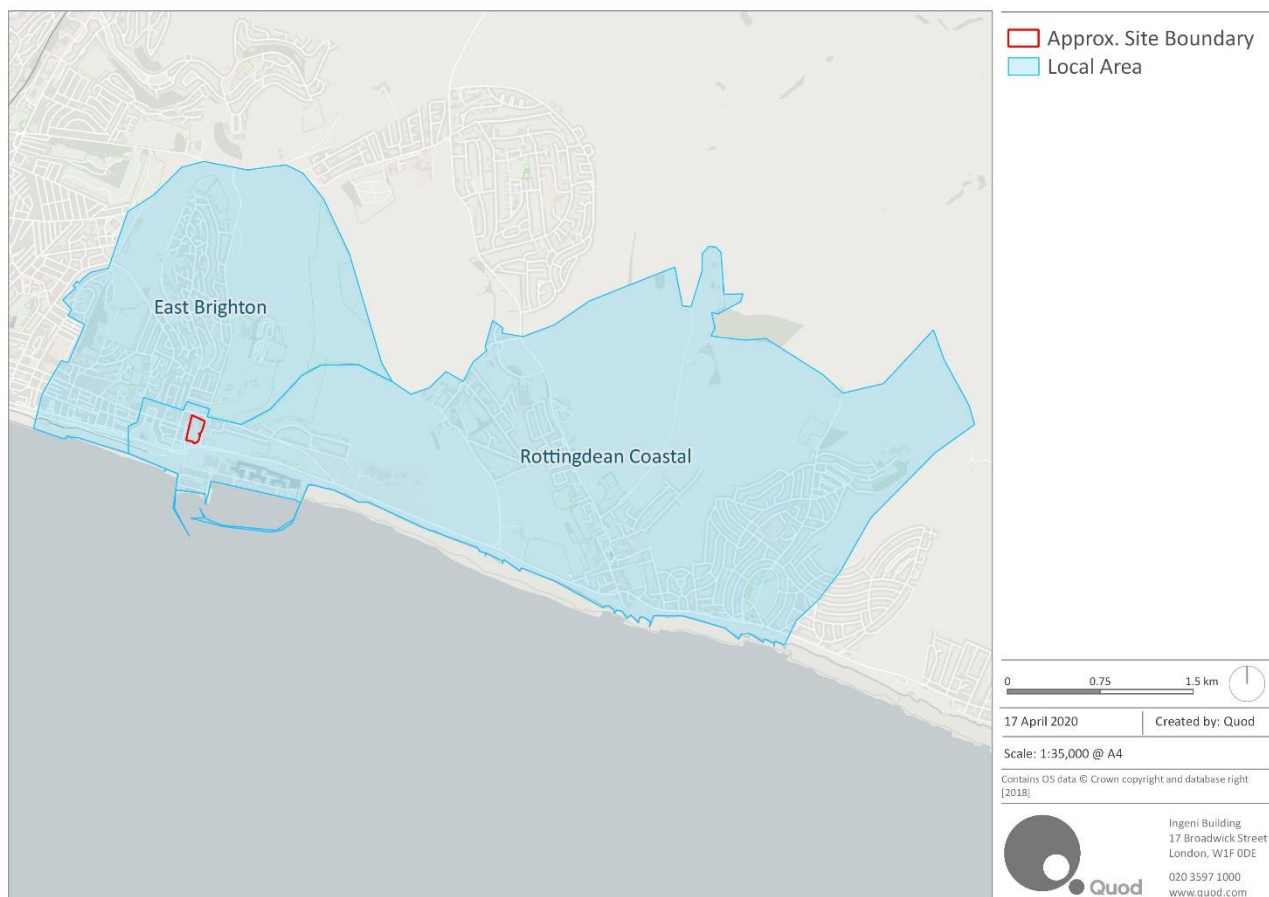 Approx. Site Boundary
Local Area
East Brighton
Rottingdean Coastal
0 0.75 1.5 km
17 April 2020 Created by: Quod
Scale: 1:35,000 @ A4
Contains OS data © Crown copyright and database right
[2018]
Ingeni Building
17 Broadwick Street
London, W1F 0DE
020 3597 1000
www.quod.com
Quod